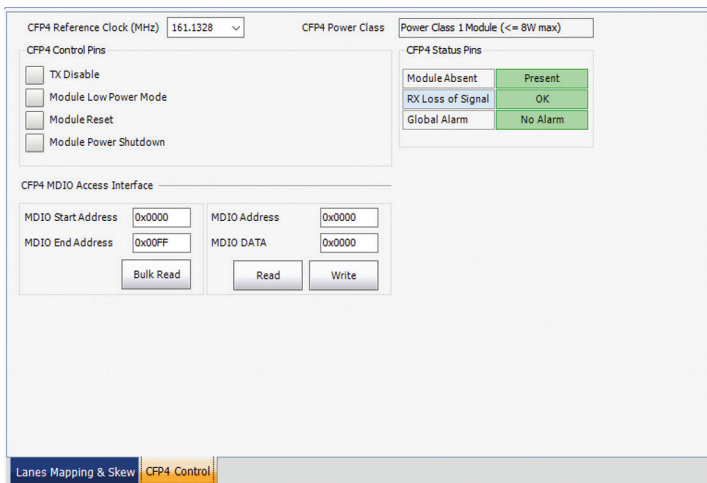 CFP4 Reference Clock (MHz) 161.1328 CFP4 Power Class Power Class 1 Module (<= 8W max)
CFP4 Control Pins
TX Disable
Module Low Power Mode
Module Reset
Module Power Shutdown
CFP4 Status Pins
Module Absent Present
RX Loss of Signal OK
Global Alarm No Alarm
CFP4 MDIO Access Interface
MDIO Start Address 0x0000
MDIO End Address 0x00FF
Bulk Read
MDIO Address 0x0000
MDIO DATA 0x0000
Read Write
Lanes Mapping & Skew CFP4 Control